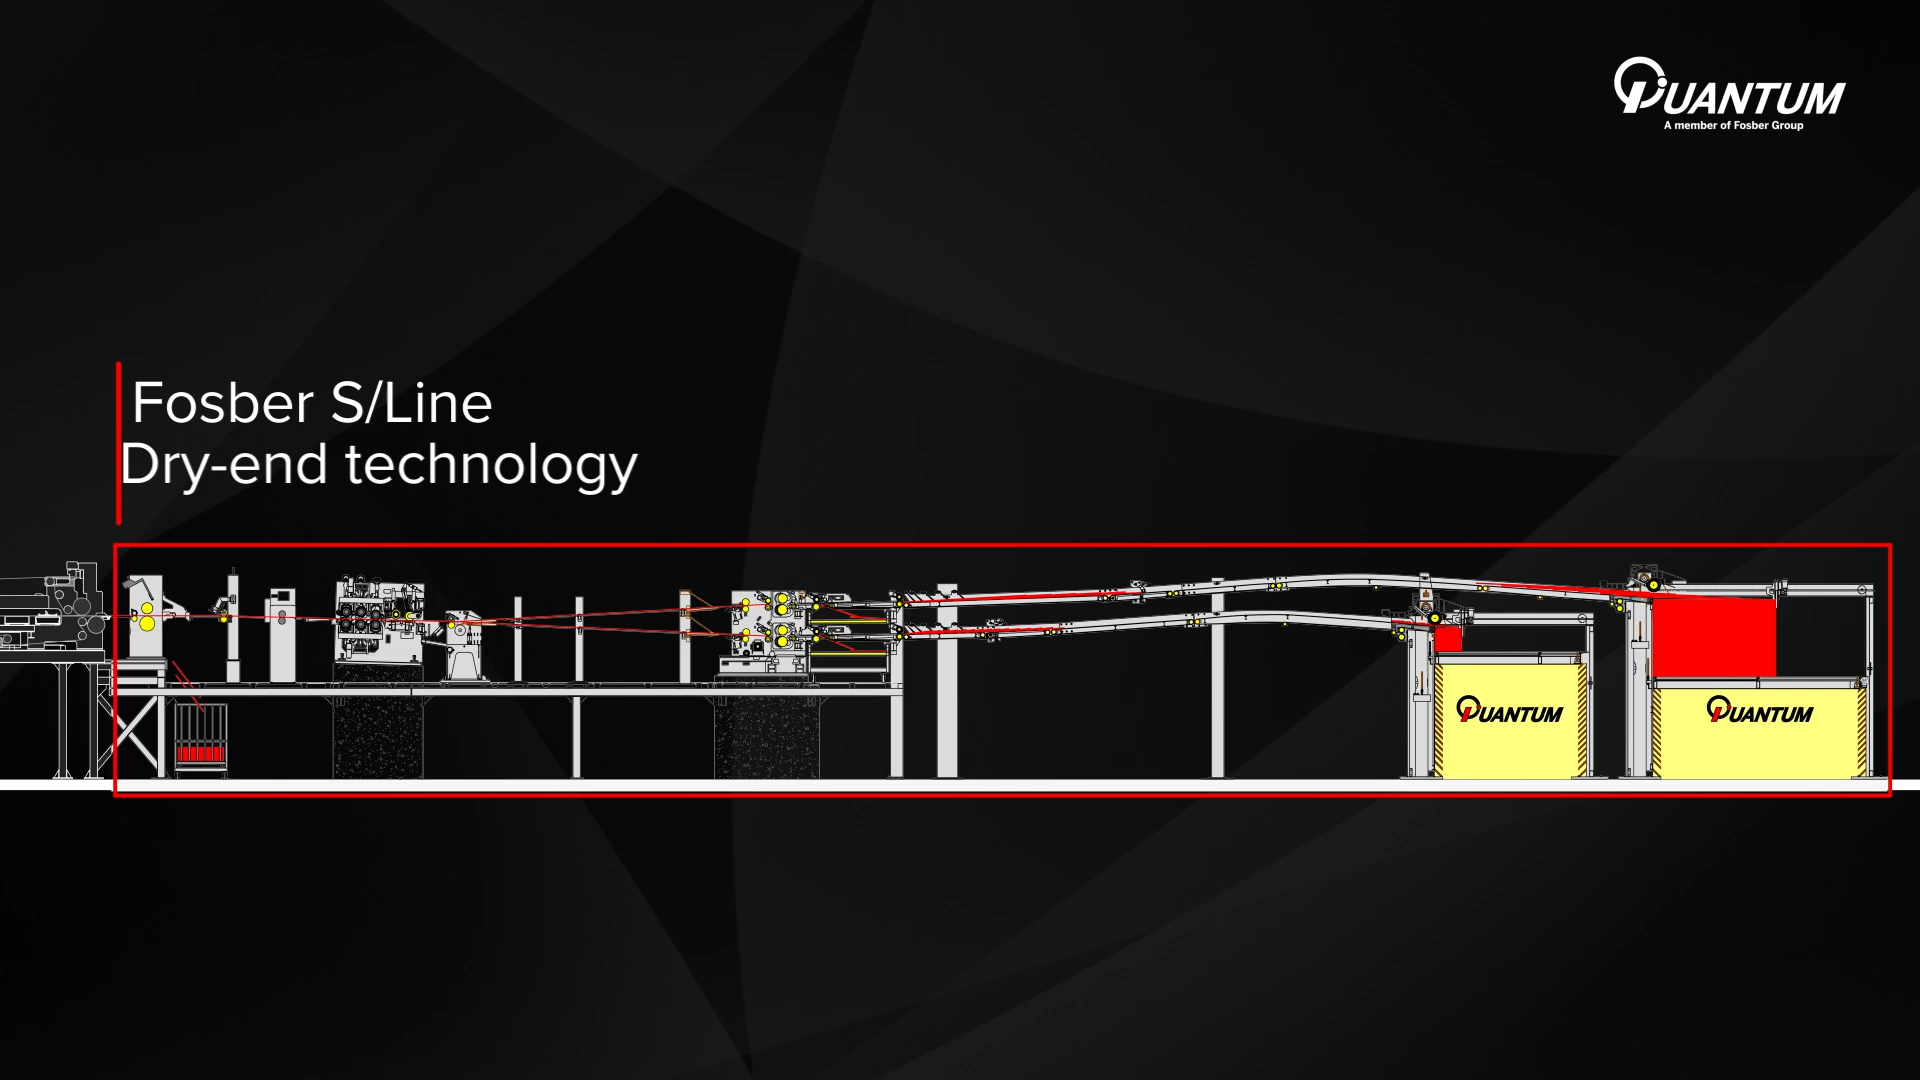 QUANTUM
A member of Fosber Group
Fosber S/Line
Dry-end technology
QUANTUM
QUANTUM